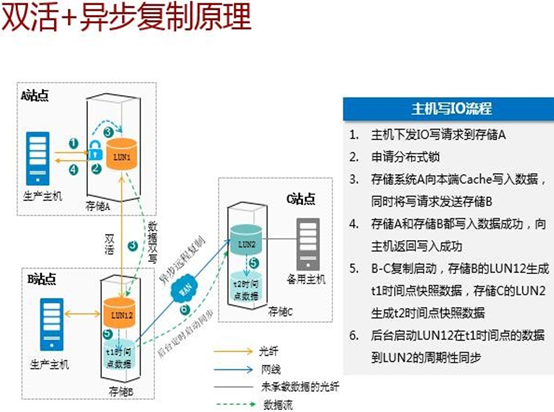 双活+异步复制原理
A站点
生产主机
1
4
2
3
LUN1
存储A
双活
3
数据双写
B站点
生产主机
LUN12
5
t1时间
点数据
存储B
异步远程复制
WAN
6
后台定时自动同步
C站点
LUN2
5
t2时间
点数据
存储C
备用主机
光纤
网线
未承载数据的光纤
数据流
主机写IO流程
1. 主机下发IO写请求到存储A
2. 申请分布式锁
3. 存储系统A向本端Cache写入数据，
同时将写请求发送存储B
4. 存储A和存储B都写入数据成功，向
主机返回写入成功
5. B-C复制启动，存储B的LUN12生成
t1时间点快照数据，存储C的LUN2
生成t2时间点快照数据
6. 后台启动LUN12在t1时间点的数据
到LUN2的周期性同步